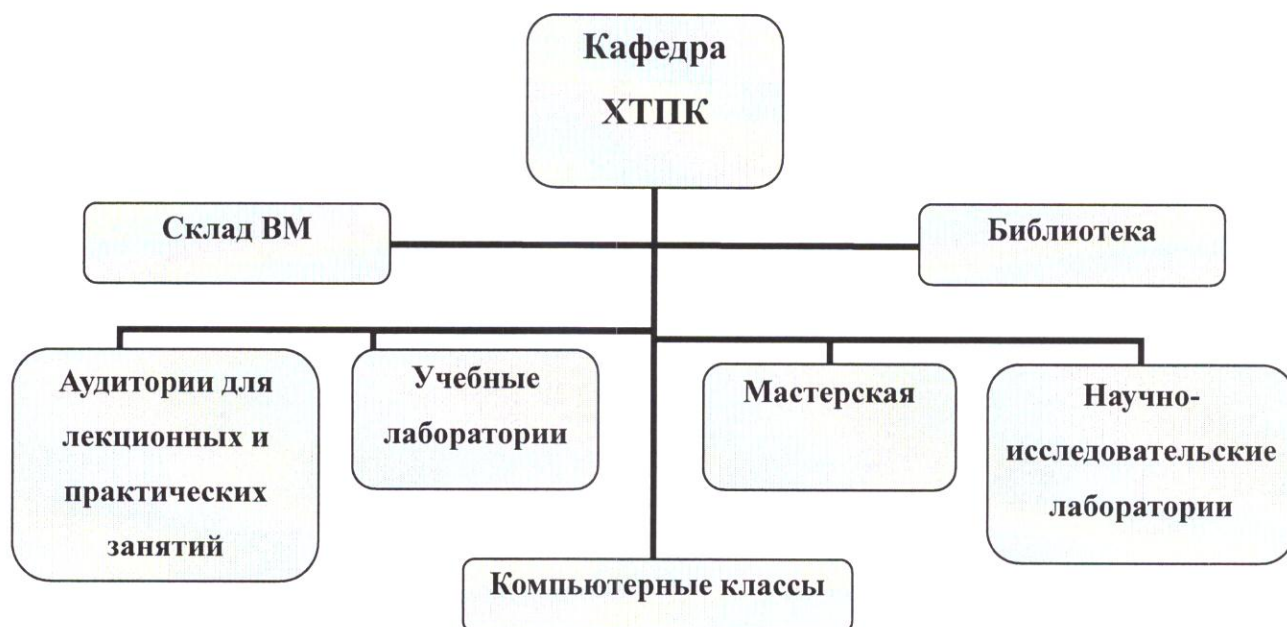 Кафедра
ХТПК
Склад ВМ
Библиотека
Аудитории для
лекционных и
практических
занятий
Учебные
лаборатории
Мастерская
Научно-
исследовательские
лаборатории
Компьютерные классы